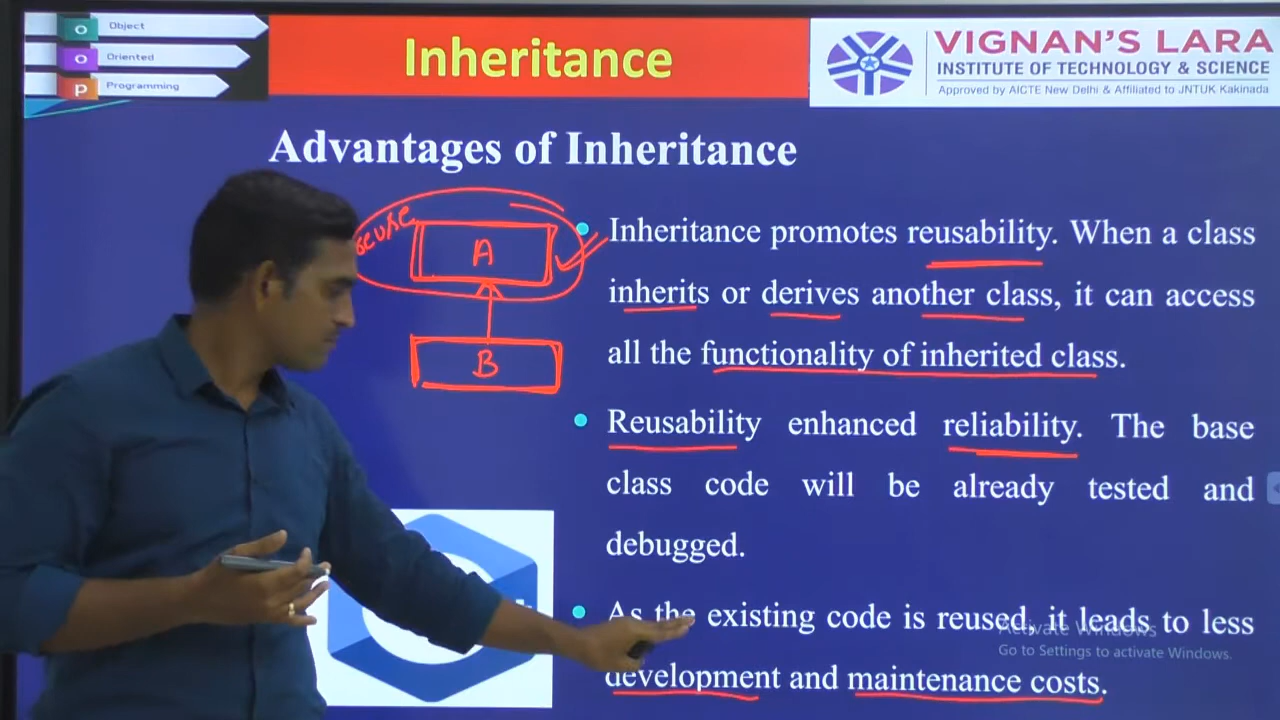 O Object
O Oriented
P Programming
Inheritance
VIGNAN'S LARA
INSTITUTE OF TECHNOLOGY & SCIENCE
Approved by AICTE New Delhi & Affiliated to JNTUK Kakinada
Advantages of Inheritance
reuse
A
B
Inheritance promotes reusability. When a class
inherits or derives another class, it can access
all the functionality of inherited class.
Reusability enhanced reliability. The base
class code will be already tested and
debugged.
As the existing code is reused, it leads to less
development and maintenance costs.
Activate Windows
Go to Settings to activate Windows.